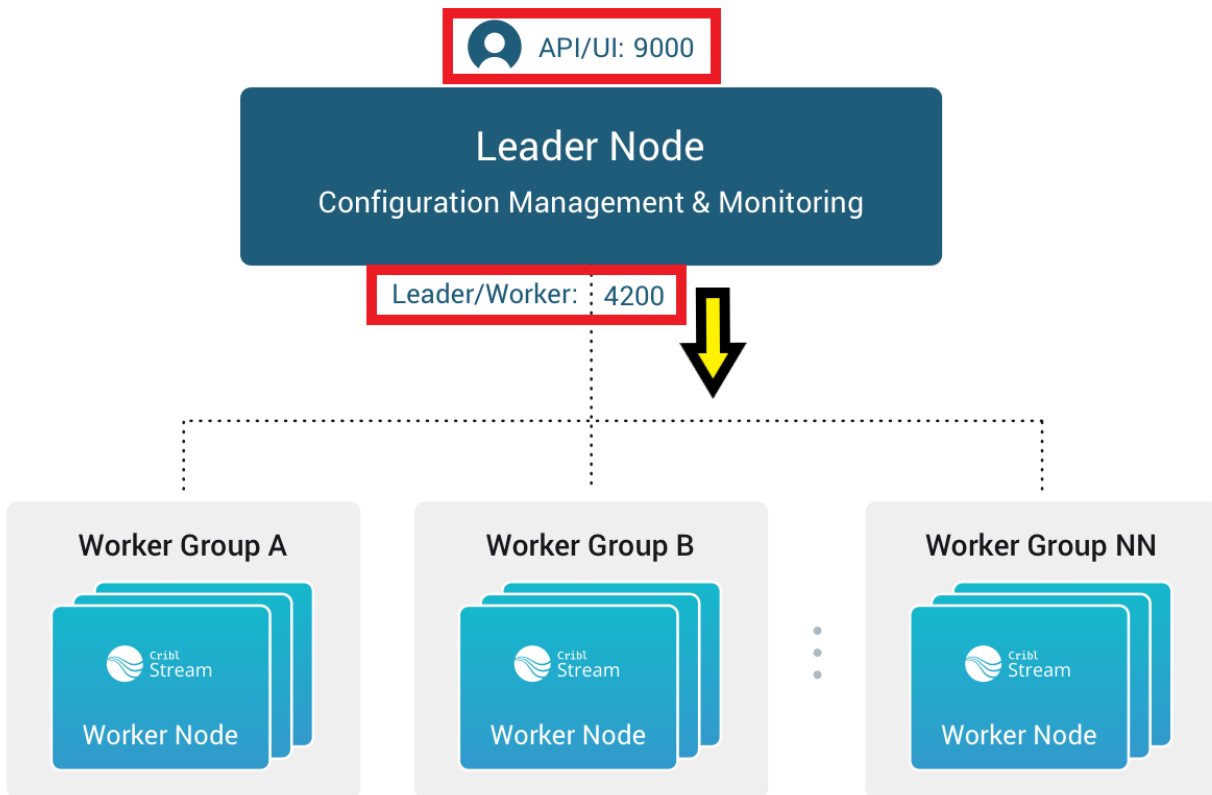 API/UI: 9000
Leader Node
Configuration Management & Monitoring
Leader/Worker: 4200
Worker Group A
Worker Group B
Worker Group NN
Cribl
Stream
Worker Node
Cribl
Stream
Worker Node
Cribl
Stream
Worker Node